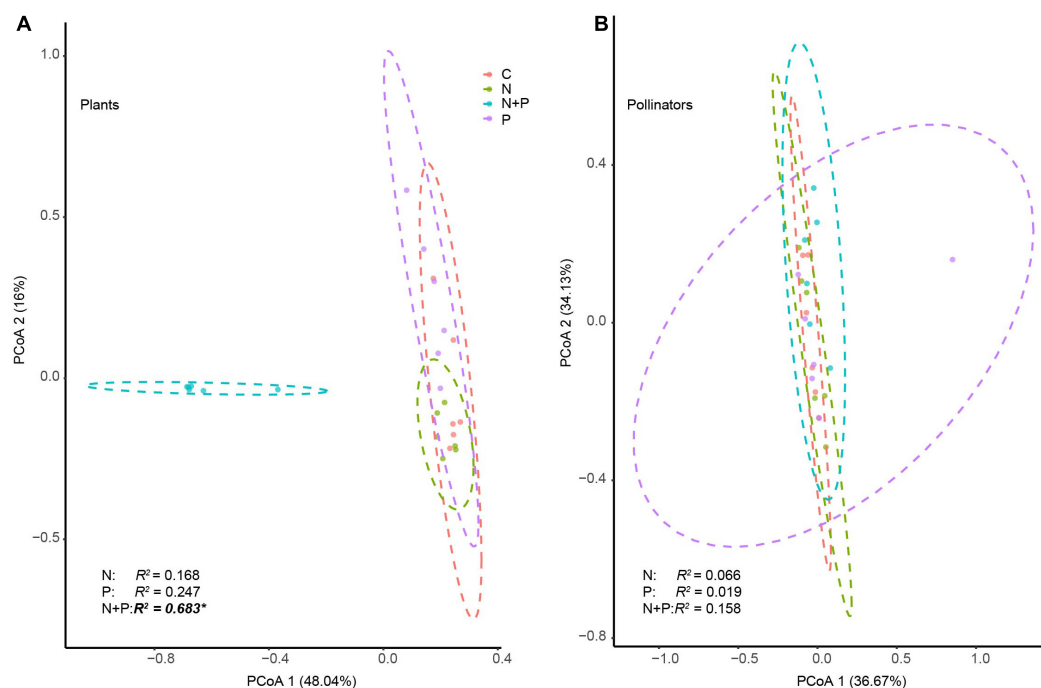 A
B
1.0
0.5
0.0
−0.5
PCoA 2 (16%)
Plants
C
N
N+P
P
N: R² = 0.168
P: R² = 0.247
N+P: R² = 0.683*
−0.8
−0.4
0.0
0.4
PCoA 1 (48.04%)
0.4
0.0
−0.4
−0.8
PCoA 2 (34.13%)
Pollinators
N: R² = 0.066
P: R² = 0.019
N+P: R² = 0.158
−1.0
−0.5
0.0
0.5
1.0
PCoA 1 (36.67%)